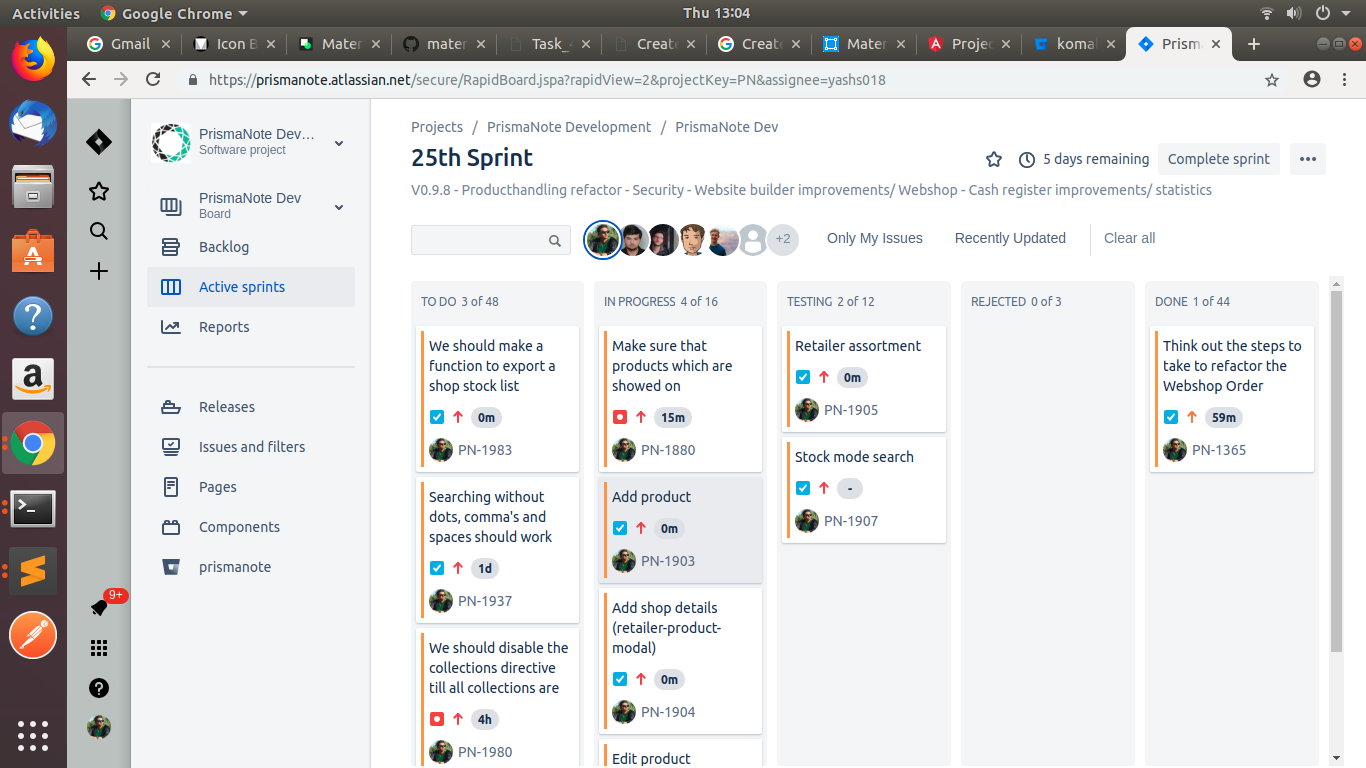 Activities
Google Chrome
Thu 13:04
Gmail
Icon B
Mater
mater
Task_
Create
Create
Mater
Projec
komal
Prism
https://prismanote.atlassian.net/secure/RapidBoard.jspa?rapidView=2&projectKey=PN&assignee=yashs018
PrismaNote Dev...
Software project
PrismaNote Dev
Board
Backlog
Active sprints
Reports
Releases
Issues and filters
Pages
Components
prismanote
9+
Projects / PrismaNote Development / PrismaNote Dev
25th Sprint
5 days remaining
Complete sprint
V0.9.8 - Producthandling refactor - Security - Website builder improvements/ Webshop - Cash register improvements/ statistics
+2
Only My Issues
Recently Updated
Clear all
TO DO 3 of 48
We should make a
function to export a
shop stock list
0m
PN-1983
Searching without
dots, comma's and
spaces should work
1d
PN-1937
We should disable the
collections directive
till all collections are
4h
PN-1980
IN PROGRESS 4 of 16
Make sure that
products which are
showed on
15m
PN-1880
Add product
0m
PN-1903
Add shop details
(retailer-product-
modal)
0m
PN-1904
Edit product
TESTING 2 of 12
Retailer assortment
0m
PN-1905
Stock mode search
-
PN-1907
REJECTED 0 of 3
DONE 1 of 44
Think out the steps to
take to refactor the
Webshop Order
59m
PN-1365